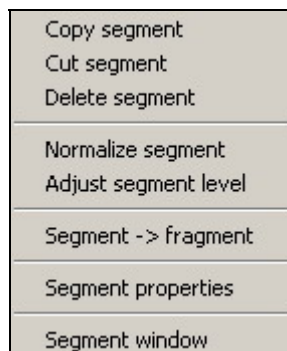 Copy segment
Cut segment
Delete segment
Normalize segment
Adjust segment level
Segment -> fragment
Segment properties
Segment window